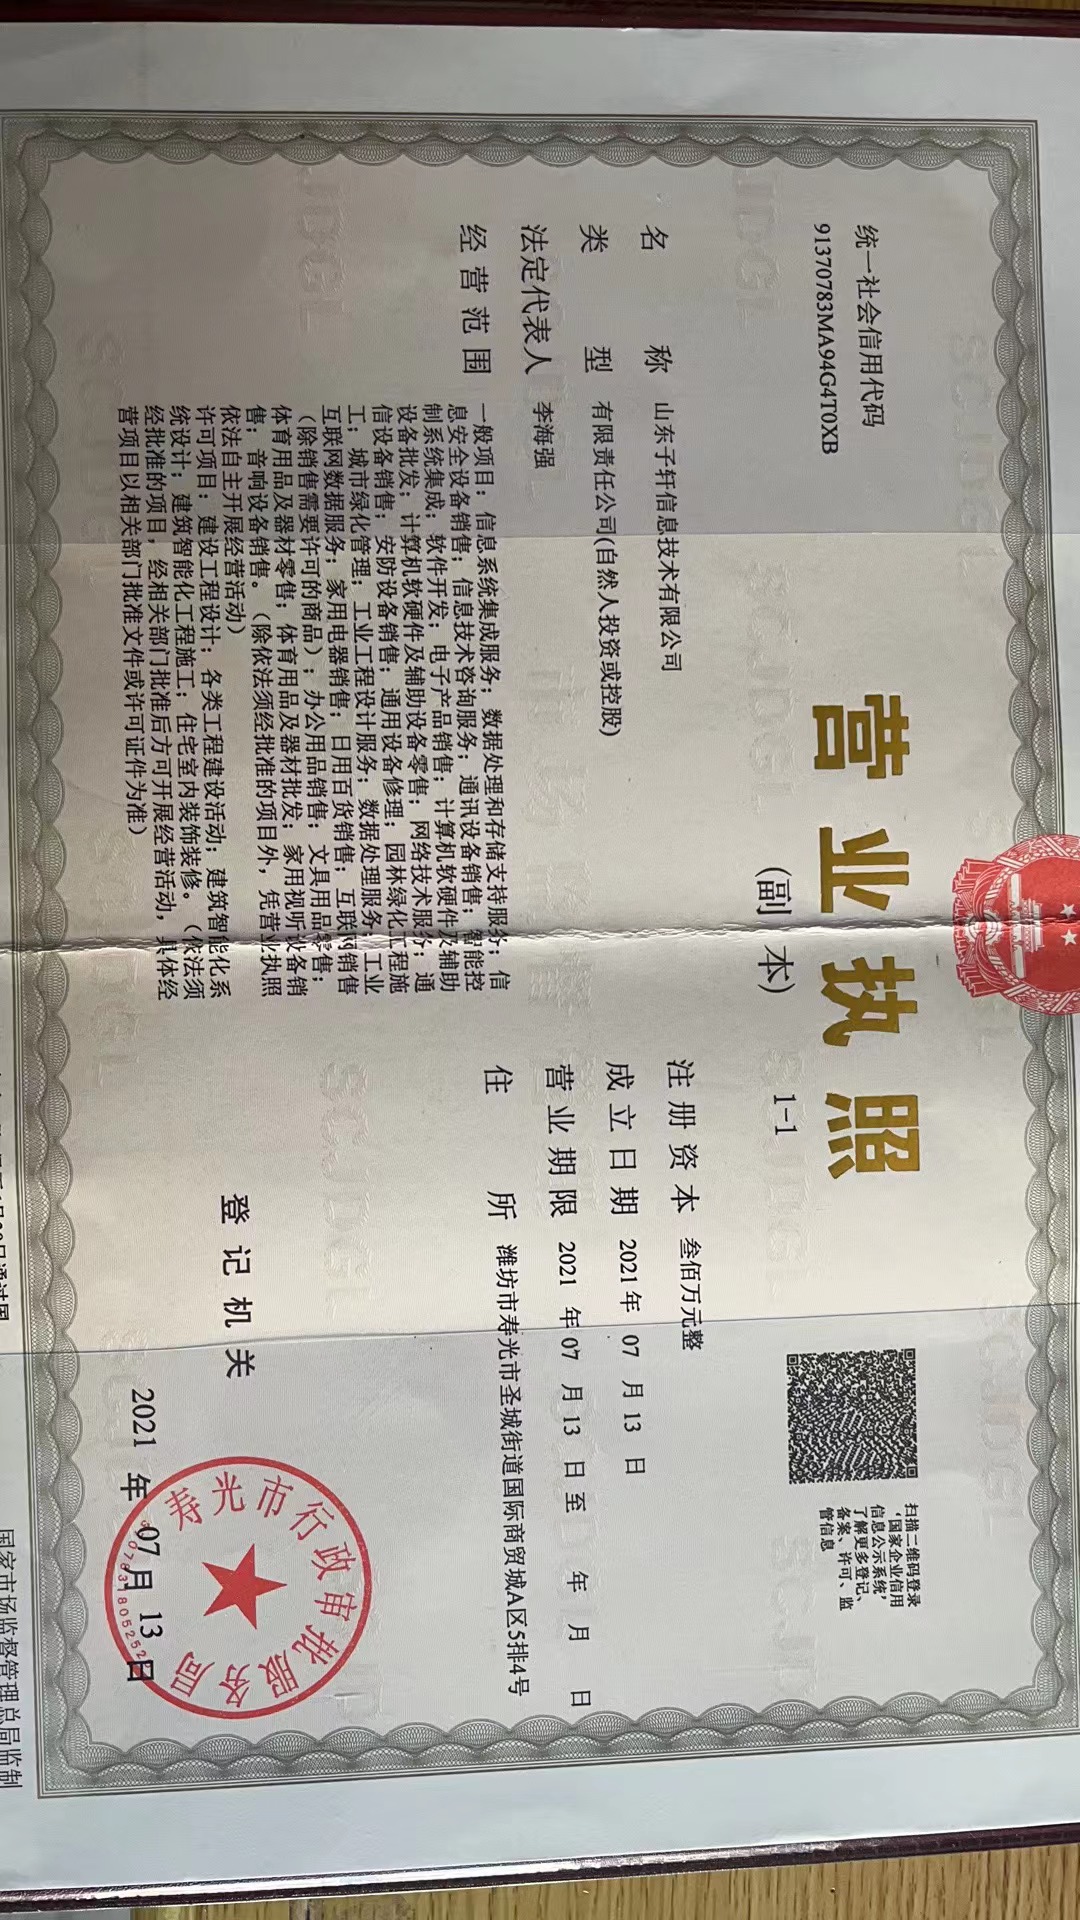 营业执照
(副 本) 1-1
统一社会信用代码
91370783MA94G4T0XB
扫描二维码登录
‘国家企业信用
信息公示系统’
了解更多登记、
备案、许可、监
管信息
名 称 山东子轩信息技术有限公司
类 型 有限责任公司(自然人投资或控股)
法定代表人 李海强
经 营 范 围 一般项目：信息系统集成服务；数据处理和存储支持服务；信
息安全设备销售；信息技术咨询服务；通讯设备销售；智能控
制系统集成；软件开发；电子产品销售；计算机软硬件及辅助
设备批发；计算机软硬件及辅助设备零售；网络技术服务；通
信设备销售；安防设备销售；通用设备修理；园林绿化工程施
工；城市绿化管理；工业工程设计服务；数据处理服务；工业
互联网数据服务；家用电器销售；日用百货销售；互联网销售
（除销售需要许可的商品）；办公用品销售；文具用品零售；
体育用品及器材零售；体育用品及器材批发；家用视听设备销
售；音响设备销售。（除依法须经批准的项目外，凭营业执照
依法自主开展经营活动）
许可项目：建设工程设计；各类工程建设活动；建筑智能化系
统设计；建筑智能化工程施工；住宅室内装饰装修。（依法须
经批准的项目，经相关部门批准后方可开展经营活动，具体经
营项目以相关部门批准文件或许可证件为准）
注 册 资 本 叁佰万元整
成 立 日 期 2021 年 07 月 13 日
营 业 期 限 2021 年 07 月 13 日 至 年 月 日
住 所 潍坊市寿光市圣城街道国际商贸城A区5排4号
登 记 机 关
寿光市行政审批服务局
2021 年 07 月 13 日
国家市场监督管理总局监制